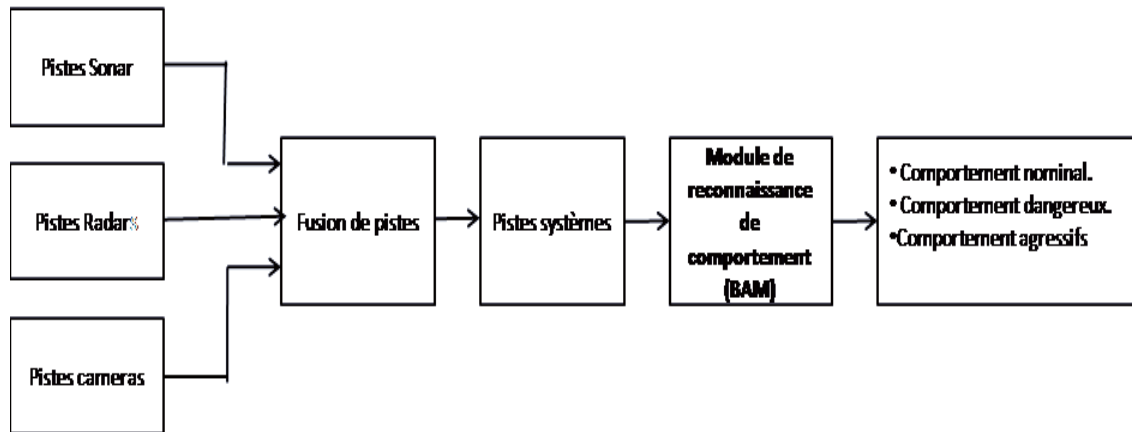 Pistes Sonar
Pistes Radars
Pistes cameras
Fusion de pistes
Pistes systèmes
Module de
reconnaissance
de
comportement
(BAM)
• Comportement nominal.
• Comportement dangereux.
•Comportement agressifs